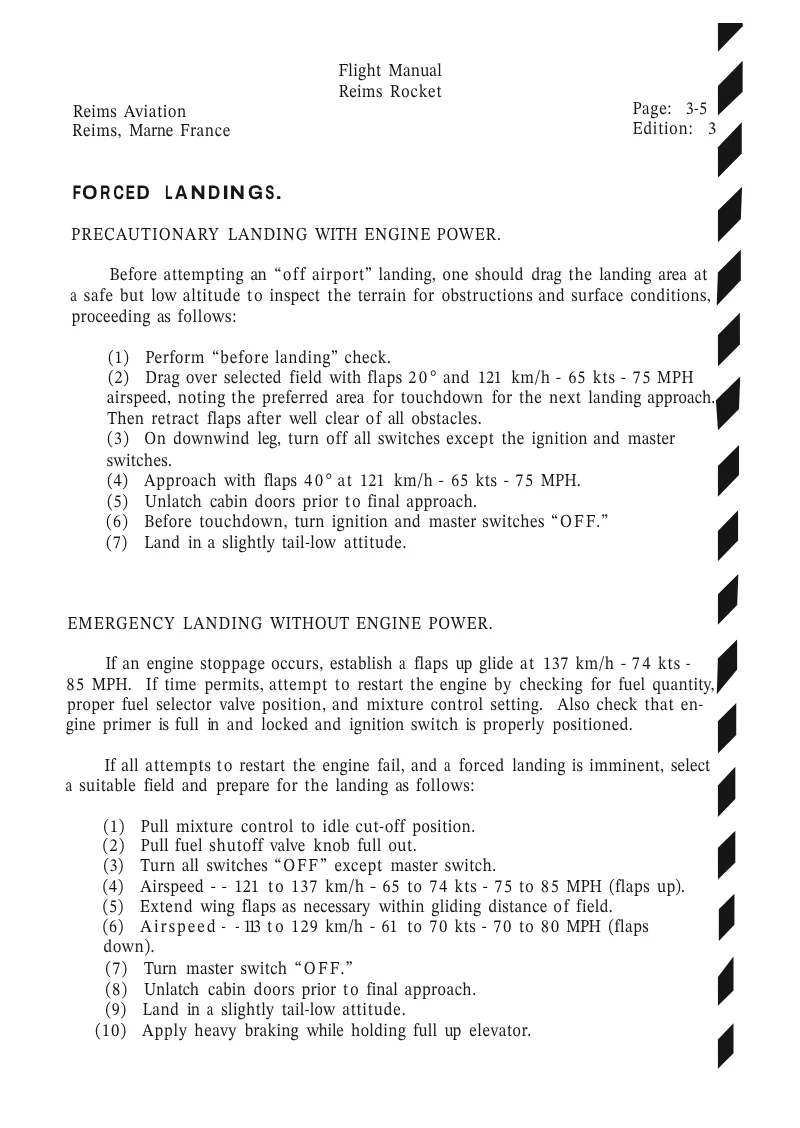 Flight Manual
Reims Rocket
Reims Aviation
Reims, Marne France
Page: 3-5
Edition: 3
FORCED LANDINGS.
PRECAUTIONARY LANDING WITH ENGINE POWER.
Before attempting an “off airport” landing, one should drag the landing area at
a safe but low altitude to inspect the terrain for obstructions and surface conditions,
proceeding as follows:
(1) Perform “before landing” check.
(2) Drag over selected field with flaps 20° and 121 km/h - 65 kts - 75 MPH
airspeed, noting the preferred area for touchdown for the next landing approach.
Then retract flaps after well clear of all obstacles.
(3) On downwind leg, turn off all switches except the ignition and master
switches.
(4) Approach with flaps 40° at 121 km/h - 65 kts - 75 MPH.
(5) Unlatch cabin doors prior to final approach.
(6) Before touchdown, turn ignition and master switches “OFF.”
(7) Land in a slightly tail-low attitude.
EMERGENCY LANDING WITHOUT ENGINE POWER.
If an engine stoppage occurs, establish a flaps up glide at 137 km/h - 74 kts -
85 MPH. If time permits, attempt to restart the engine by checking for fuel quantity,
proper fuel selector valve position, and mixture control setting. Also check that en-
gine primer is full in and locked and ignition switch is properly positioned.
If all attempts to restart the engine fail, and a forced landing is imminent, select
a suitable field and prepare for the landing as follows:
(1) Pull mixture control to idle cut-off position.
(2) Pull fuel shutoff valve knob full out.
(3) Turn all switches “OFF” except master switch.
(4) Airspeed - - 121 to 137 km/h - 65 to 74 kts - 75 to 85 MPH (flaps up).
(5) Extend wing flaps as necessary within gliding distance of field.
(6) Airspeed - - 113 to 129 km/h - 61 to 70 kts - 70 to 80 MPH (flaps
down).
(7) Turn master switch “OFF.”
(8) Unlatch cabin doors prior to final approach.
(9) Land in a slightly tail-low attitude.
(10) Apply heavy braking while holding full up elevator.